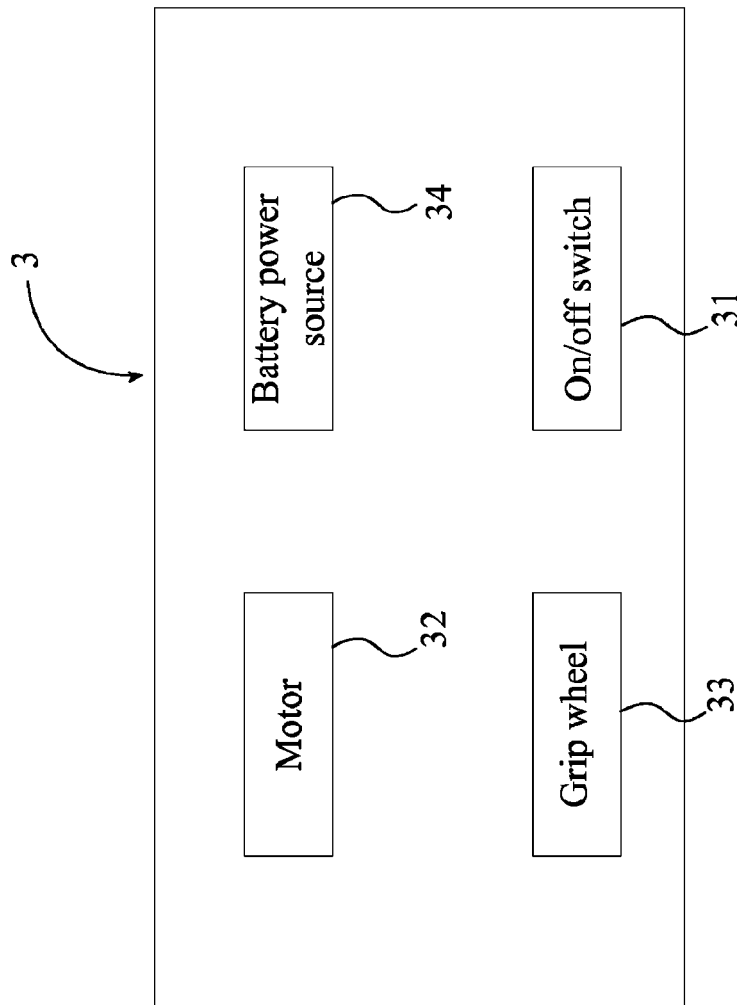 3
Motor
32
Battery power
source
34
Grip wheel
33
On/off switch
31